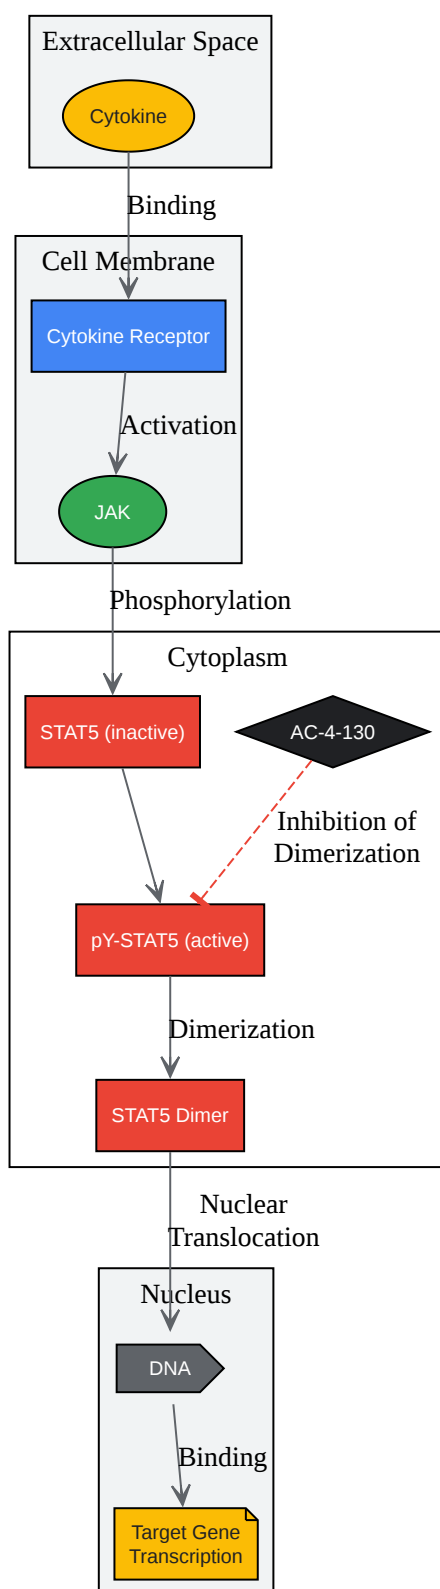 Extracellular Space
Cytokine
Binding
Cell Membrane
Cytokine Receptor
Activation
JAK
Phosphorylation
Cytoplasm
STAT5 (inactive)
AC-4-130
Inhibition of
Dimerization
pY-STAT5 (active)
Dimerization
STAT5 Dimer
Nuclear
Translocation
Nucleus
DNA
Binding
Target Gene
Transcription